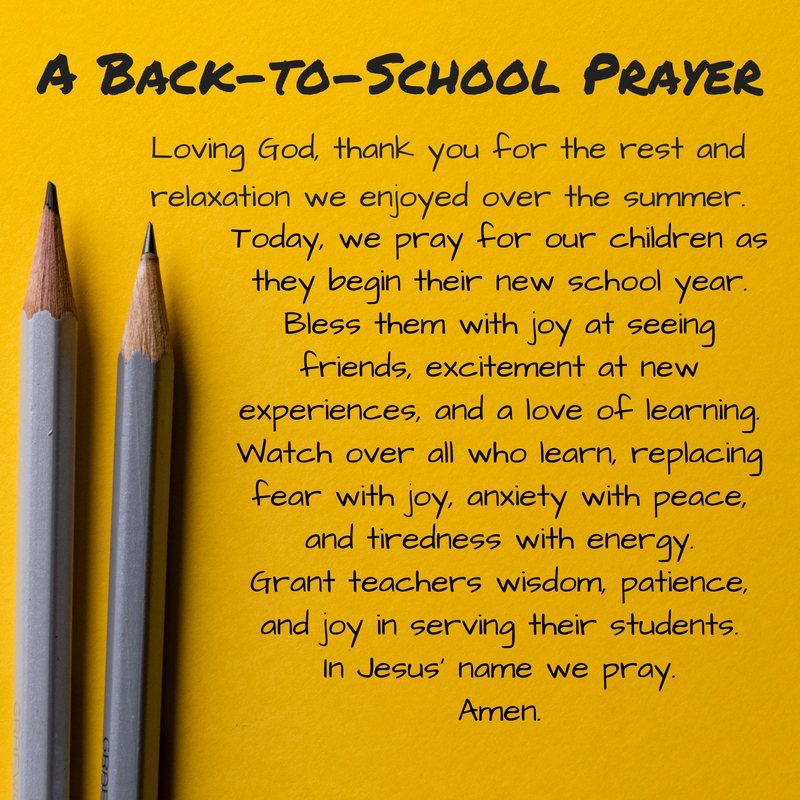 A Back-to-School Prayer
Loving God, thank you for the rest and
relaxation we enjoyed over the summer.
Today, we pray for our children as
they begin their new school year.
Bless them with joy at seeing
friends, excitement at new
experiences, and a love of learning.
Watch over all who learn, replacing
fear with joy, anxiety with peace,
and tiredness with energy.
Grant teachers wisdom, patience,
and joy in serving their students.
In Jesus' name we pray.
Amen.